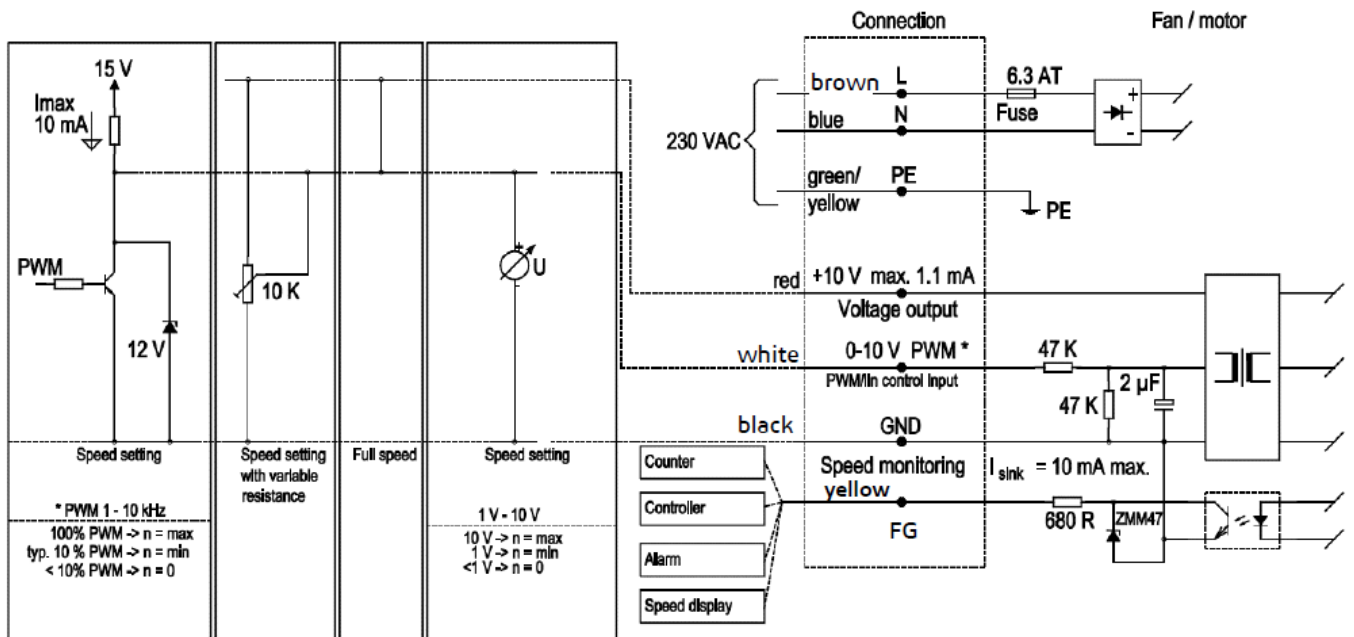 Connection
Fan / motor
15 V
Imax
10 mA
PWM
12 V
Speed setting
* PWM 1 - 10 kHz
100% PWM -> n = max
typ. 10 % PWM -> n = min
< 10% PWM -> n = 0
10 K
Speed setting
with variable
resistance
Full speed
+
U
-
Speed setting
1 V - 10 V
10 V -> n = max
1 V -> n = min
<1 V -> n = 0
230 VAC
brown
L
6.3 AT
Fuse
+
-
blue
N
green/
yellow
PE
PE
red
+10 V max. 1.1 mA
Voltage output
white
0-10 V PWM *
PWM/lin control input
47 K
47 K
2 µF
black
GND
Counter
Controller
Alarm
Speed display
Speed monitoring
I sink = 10 mA max.
yellow
FG
680 R
ZMM47